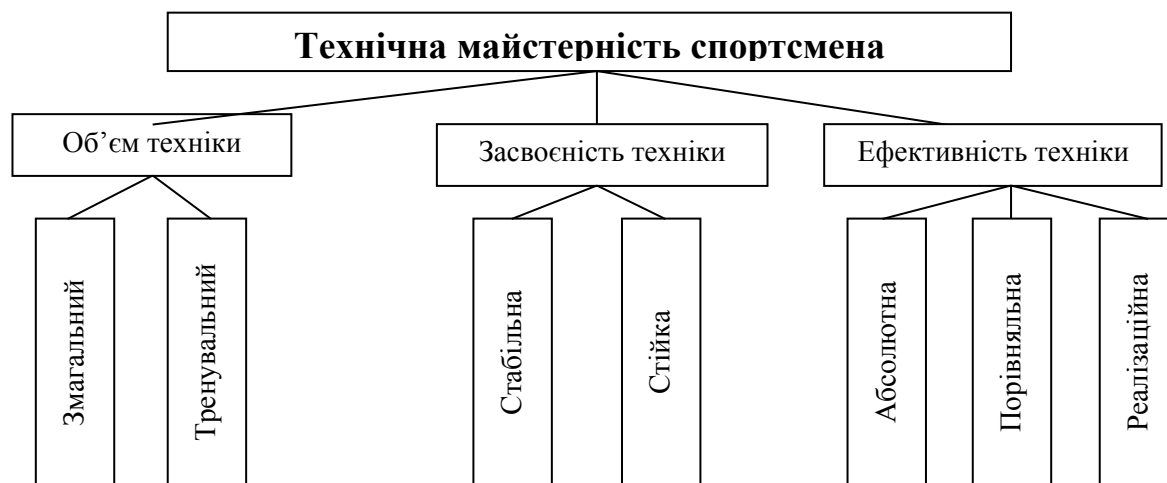 Технічна майстерність спортсмена
Об’єм техніки
Засвоєність техніки
Ефективність техніки
Змагальний
Тренувальний
Стабільна
Стійка
Абсолютна
Порівняльна
Реалізаційна